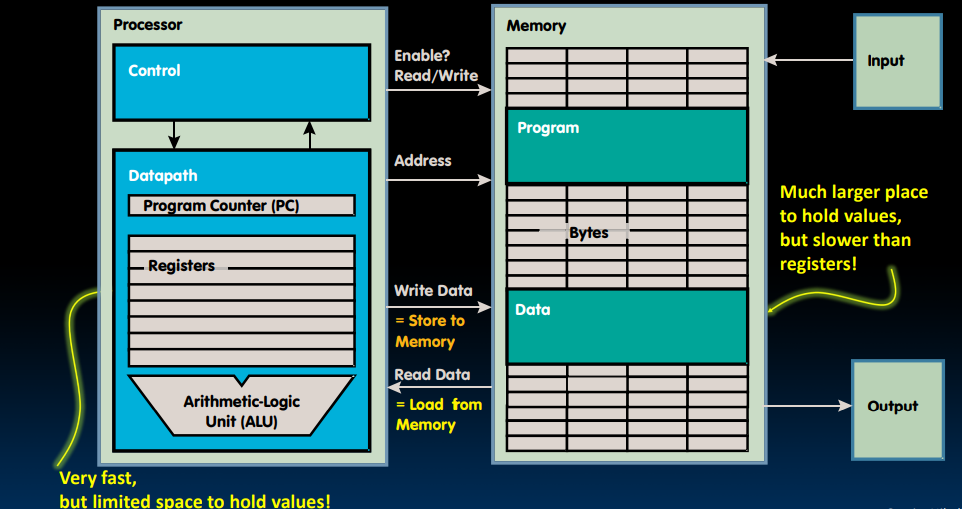 Processor
Control
Datapath
Program Counter (PC)
Registers
Arithmetic-Logic
Unit (ALU)
Very fast,
but limited space to hold values!
Enable?
Read/Write
Address
Write Data
= Store to
Memory
Read Data
= Load from
Memory
Memory
Program
Bytes
Data
Input
Much larger place
to hold values,
but slower than
registers!
Output